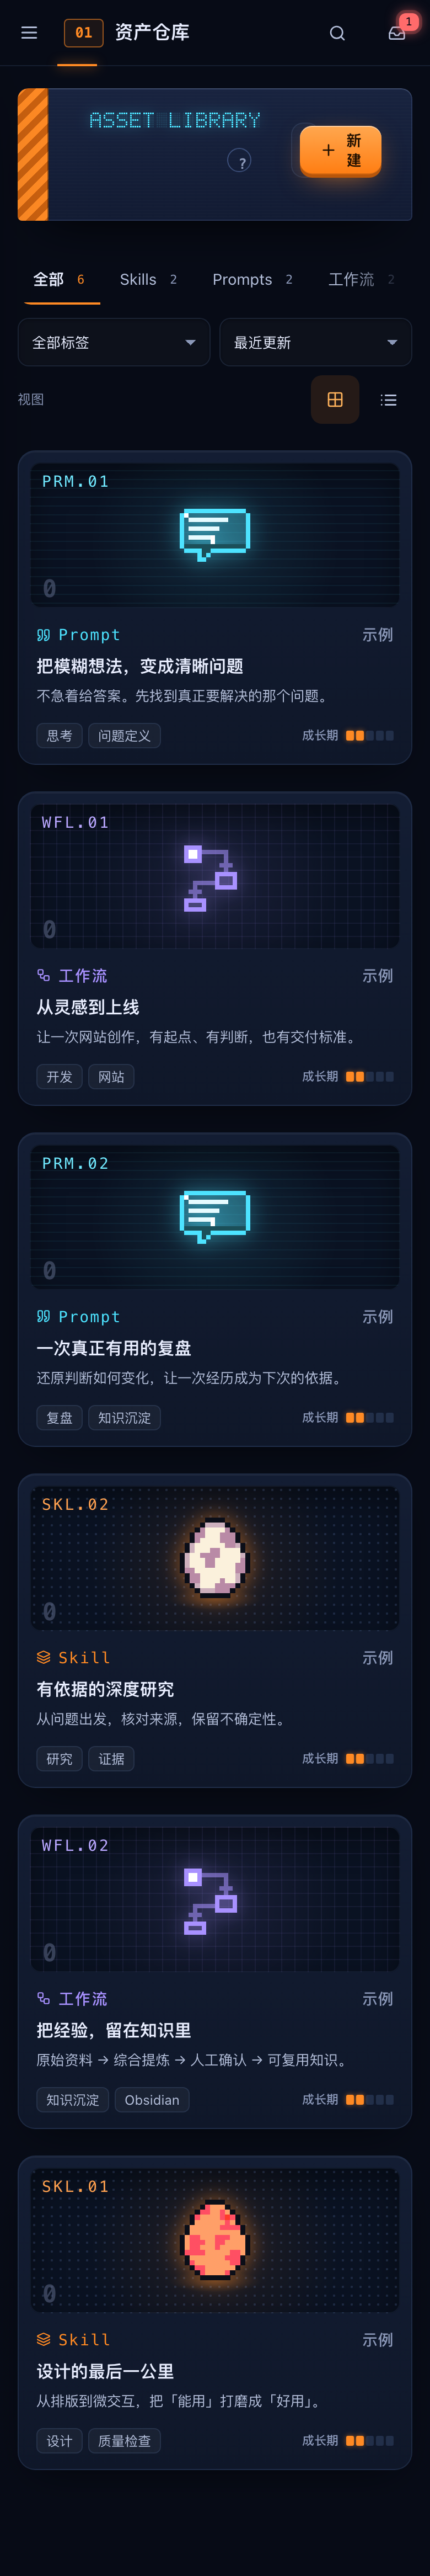 01 资产仓库 1
ASSET LIBRARY
?
+ 新建
全部 6 Skills 2 Prompts 2 工作流 2
全部标签 最近更新
视图
PRM.01
0
Prompt 示例
把模糊想法，变成清晰问题
不急着给答案。先找到真正要解决的那个问题。
思考 问题定义 成长期
WFL.01
0
工作流 示例
从灵感到上线
让一次网站创作，有起点、有判断，也有交付标准。
开发 网站 成长期
PRM.02
0
Prompt 示例
一次真正有用的复盘
还原判断如何变化，让一次经历成为下次的依据。
复盘 知识沉淀 成长期
SKL.02
0
Skill 示例
有依据的深度研究
从问题出发，核对来源，保留不确定性。
研究 证据 成长期
WFL.02
0
工作流 示例
把经验，留在知识里
原始资料 → 综合提炼 → 人工确认 → 可复用知识。
知识沉淀 Obsidian 成长期
SKL.01
0
Skill 示例
设计的最后一公里
从排版到微交互，把「能用」打磨成「好用」。
设计 质量检查 成长期